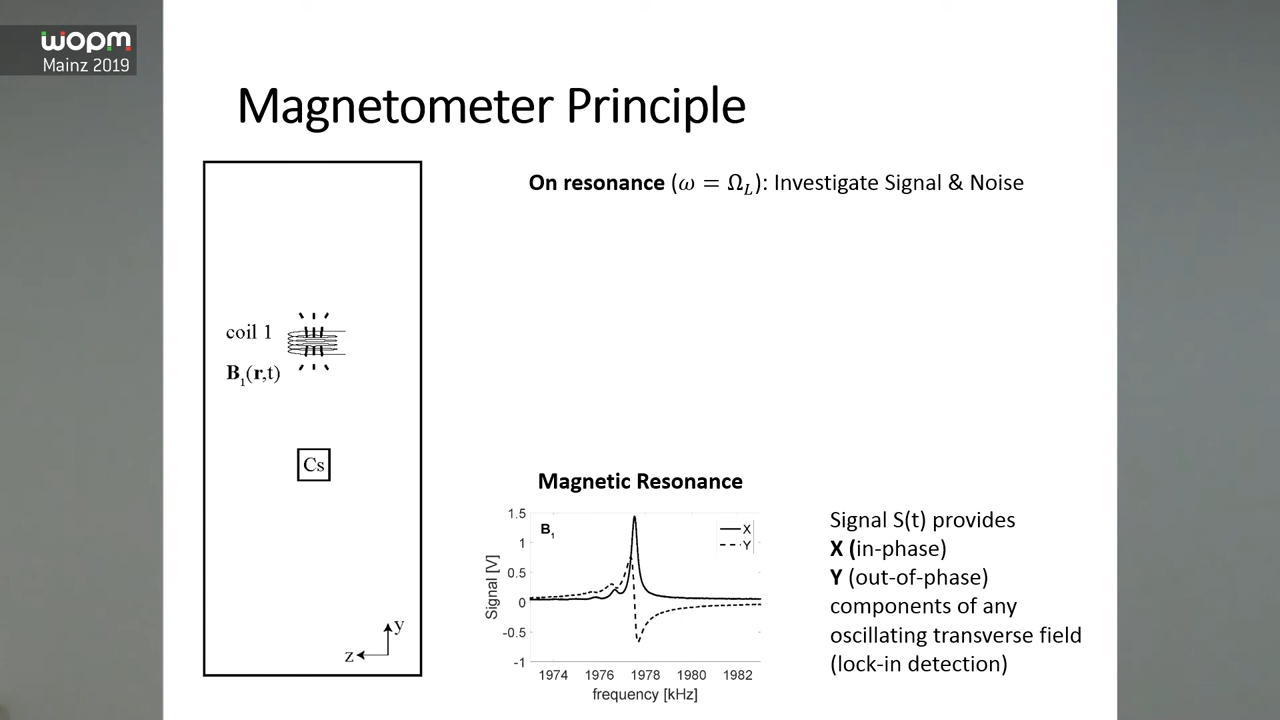 wopm
Mainz 2019
Magnetometer Principle
On resonance (ω = Ω_L): Investigate Signal & Noise
coil 1
B₁(r,t)
Cs
y
z
Magnetic Resonance
1.5
1
0.5
0
-0.5
-1
Signal [V]
B₁
X
Y
1974 1976 1978 1980 1982
frequency [kHz]
Signal S(t) provides
X (in-phase)
Y (out-of-phase)
components of any
oscillating transverse field
(lock-in detection)